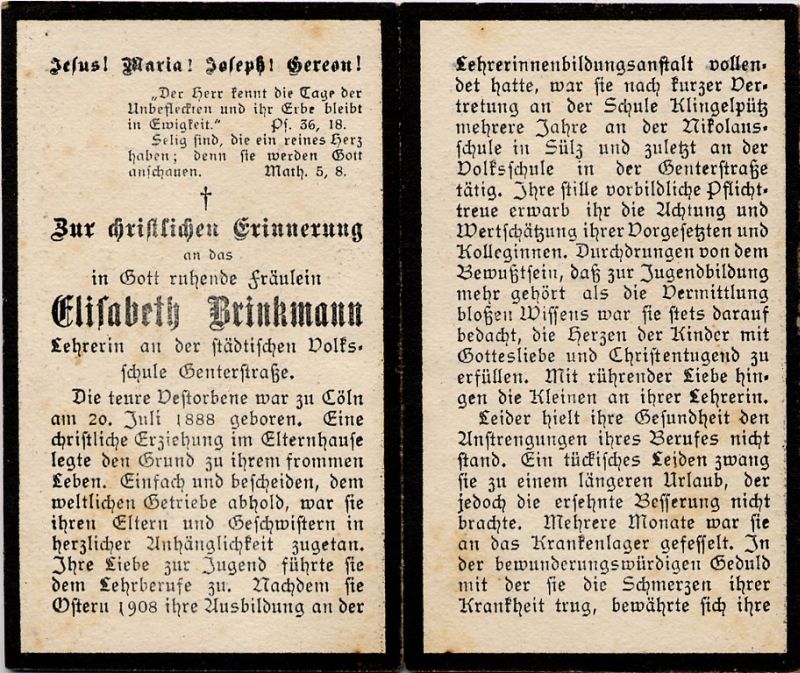 Jesus! Maria! Joseph! Gereon!
„Der Herr kennt die Tage der
Unbefleckten und ihr Erbe bleibt
in Ewigkeit.“ Ps. 36, 18.
Selig sind, die ein reines Herz
haben; denn sie werden Gott
anschauen. Math. 5, 8.
†
Zur christlichen Erinnerung
an das
in Gott ruhende Fräulein
Elisabeth Brinkmann
Lehrerin an der städtischen Volks-
schule Genterstraße.
Die teure Vestorbene war zu Cöln
am 20. Juli 1888 geboren. Eine
christliche Erziehung im Elternhause
legte den Grund zu ihrem frommen
Leben. Einfach und bescheiden, dem
weltlichen Getriebe abhold, war sie
ihren Eltern und Geschwistern in
herzlicher Anhänglichkeit zugetan.
Ihre Liebe zur Jugend führte sie
dem Lehrberufe zu. Nachdem sie
Ostern 1908 ihre Ausbildung an der
Lehrerinnenbildungsanstalt vollen-
det hatte, war sie nach kurzer Ver-
tretung an der Schule Klingelpütz
mehrere Jahre an der Nikolaus-
schule in Sülz und zuletzt an der
Volksschule in der Genterstraße
tätig. Ihre stille vorbildliche Pflicht-
treue erwarb ihr die Achtung und
Wertschätzung ihrer Vorgesetzten und
Kolleginnen. Durchdrungen von dem
Bewußtsein, daß zur Jugendbildung
mehr gehört als die Vermittlung
bloßen Wissens war sie stets darauf
bedacht, die Herzen der Kinder mit
Gottesliebe und Christentugend zu
erfüllen. Mit rührender Liebe hin-
gen die Kleinen an ihrer Lehrerin.
Leider hielt ihre Gesundheit den
Anstrengungen ihres Berufes nicht
stand. Ein tückisches Leiden zwang
sie zu einem längeren Urlaub, der
jedoch die ersehnte Besserung nicht
brachte. Mehrere Monate war sie
an das Krankenlager gefesselt. In
der bewunderungswürdigen Geduld
mit der sie die Schmerzen ihrer
Krankheit trug, bewährte sich ihre